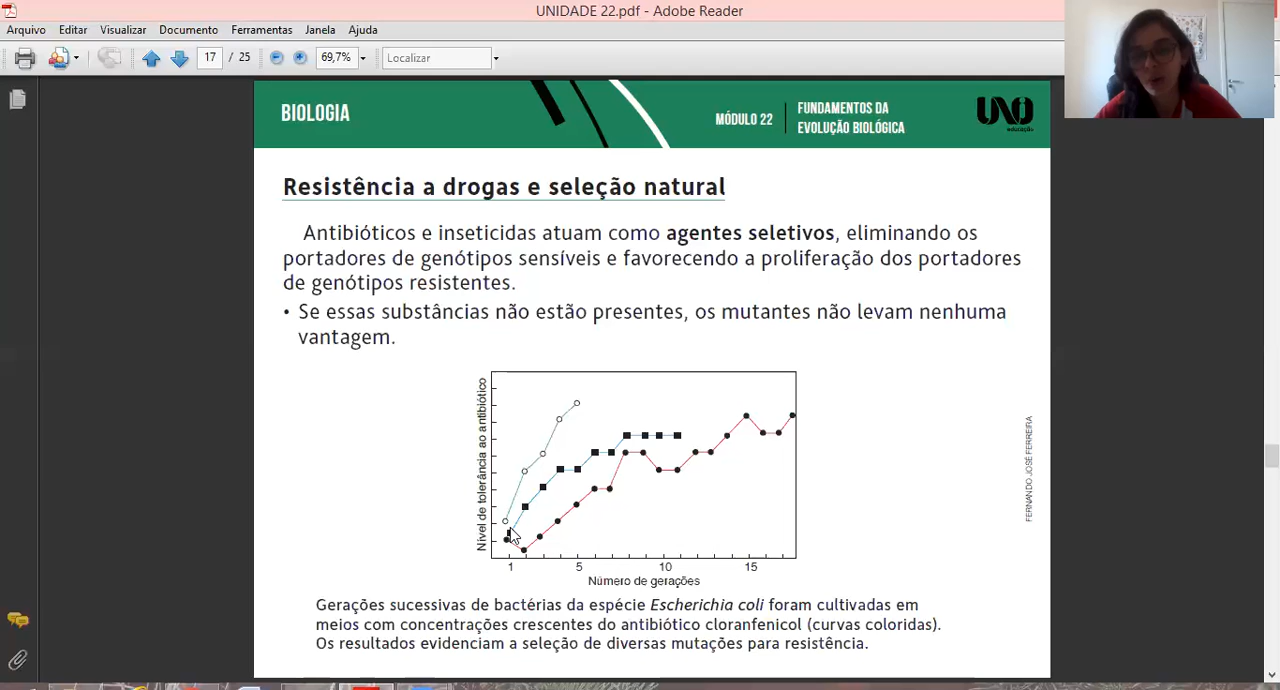 UNIDADE 22.pdf - Adobe Reader
Arquivo Editar Visualizar Documento Ferramentas Janela Ajuda
17 / 25 69,7% Localizar
BIOLOGIA
MÓDULO 22
FUNDAMENTOS DA
EVOLUÇÃO BIOLÓGICA
UNI
educação
Resistência a drogas e seleção natural
Antibióticos e inseticidas atuam como agentes seletivos, eliminando os
portadores de genótipos sensíveis e favorecendo a proliferação dos portadores
de genótipos resistentes.
• Se essas substâncias não estão presentes, os mutantes não levam nenhuma
vantagem.
Nível de tolerância ao antibiótico
1 5 10 15
Número de gerações
FERNANDO JOSÉ FERREIRA
Gerações sucessivas de bactérias da espécie Escherichia coli foram cultivadas em
meios com concentrações crescentes do antibiótico cloranfenicol (curvas coloridas).
Os resultados evidenciam a seleção de diversas mutações para resistência.